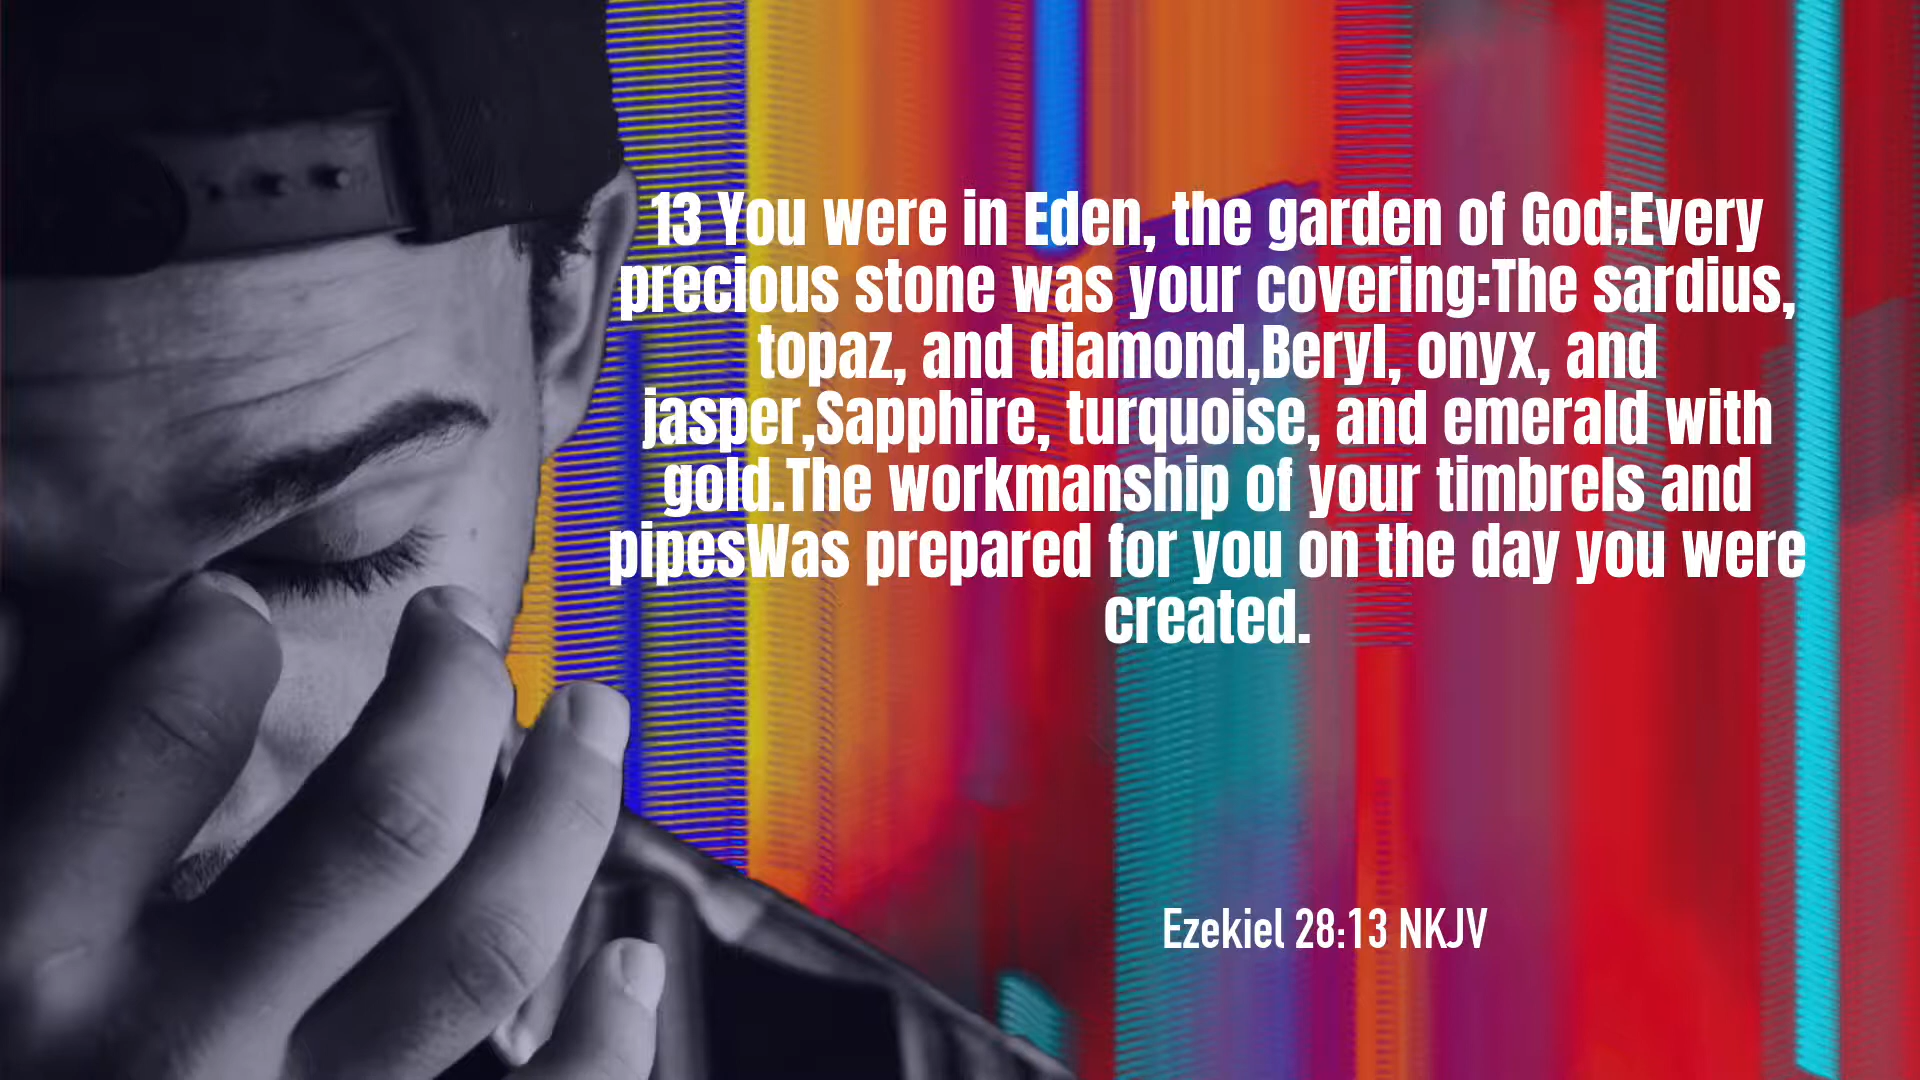 13 You were in Eden, the garden of God;Every
precious stone was your covering:The sardius,
topaz, and diamond,Beryl, onyx, and
jasper,Sapphire, turquoise, and emerald with
gold.The workmanship of your timbrels and
pipesWas prepared for you on the day you were
created.
Ezekiel 28:13 NKJV